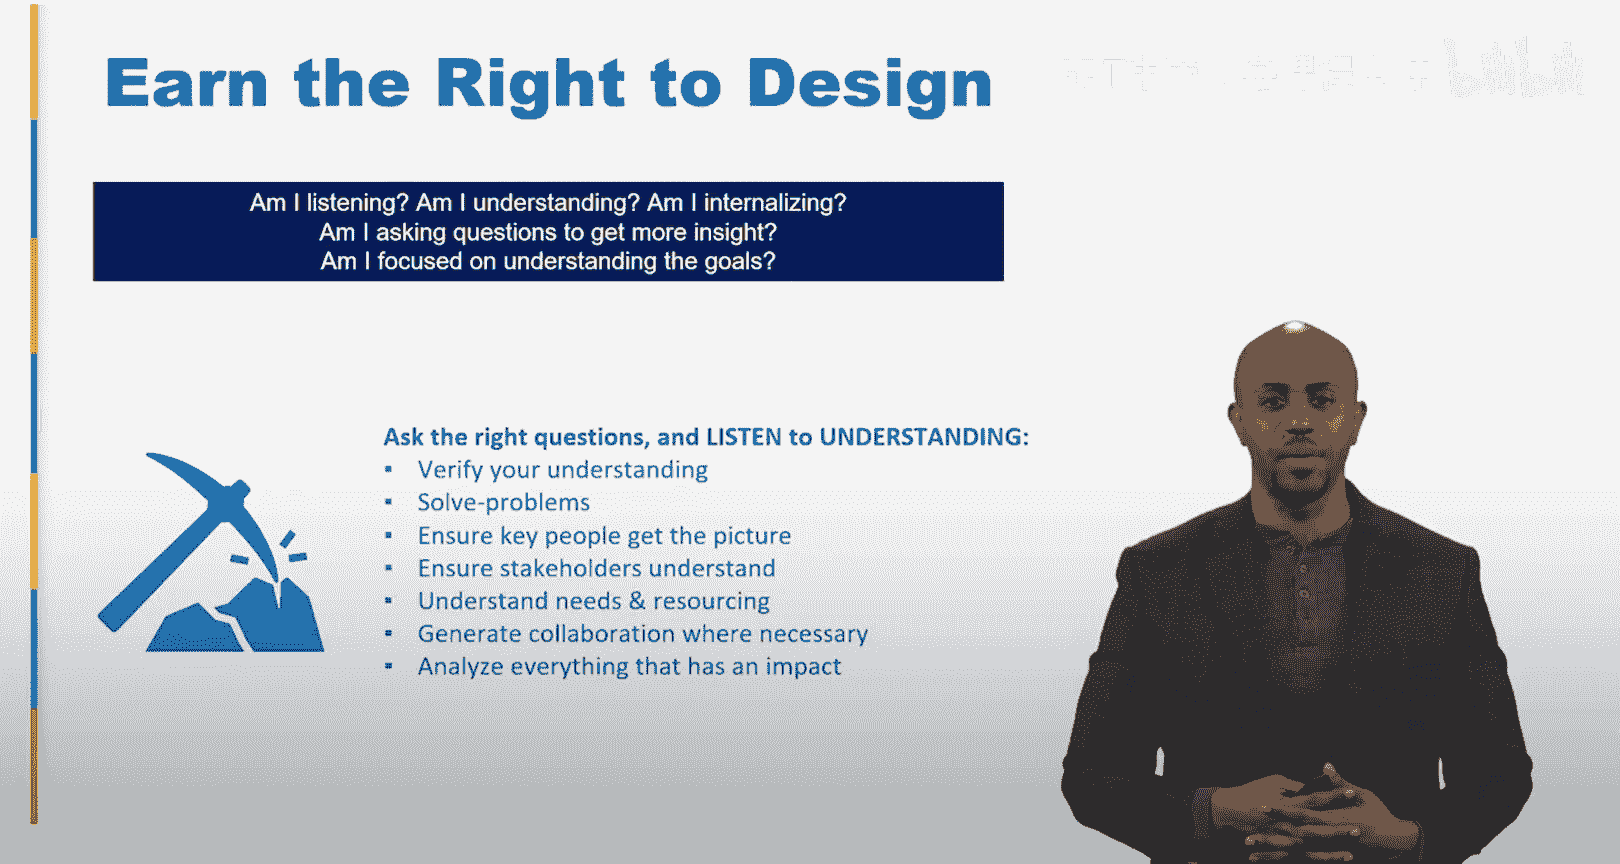 Earn the Right to Design
Am I listening? Am I understanding? Am I internalizing?
Am I asking questions to get more insight?
Am I focused on understanding the goals?
Ask the right questions, and LISTEN to UNDERSTANDING:
▪ Verify your understanding
▪ Solve-problems
▪ Ensure key people get the picture
▪ Ensure stakeholders understand
▪ Understand needs & resourcing
▪ Generate collaboration where necessary
▪ Analyze everything that has an impact